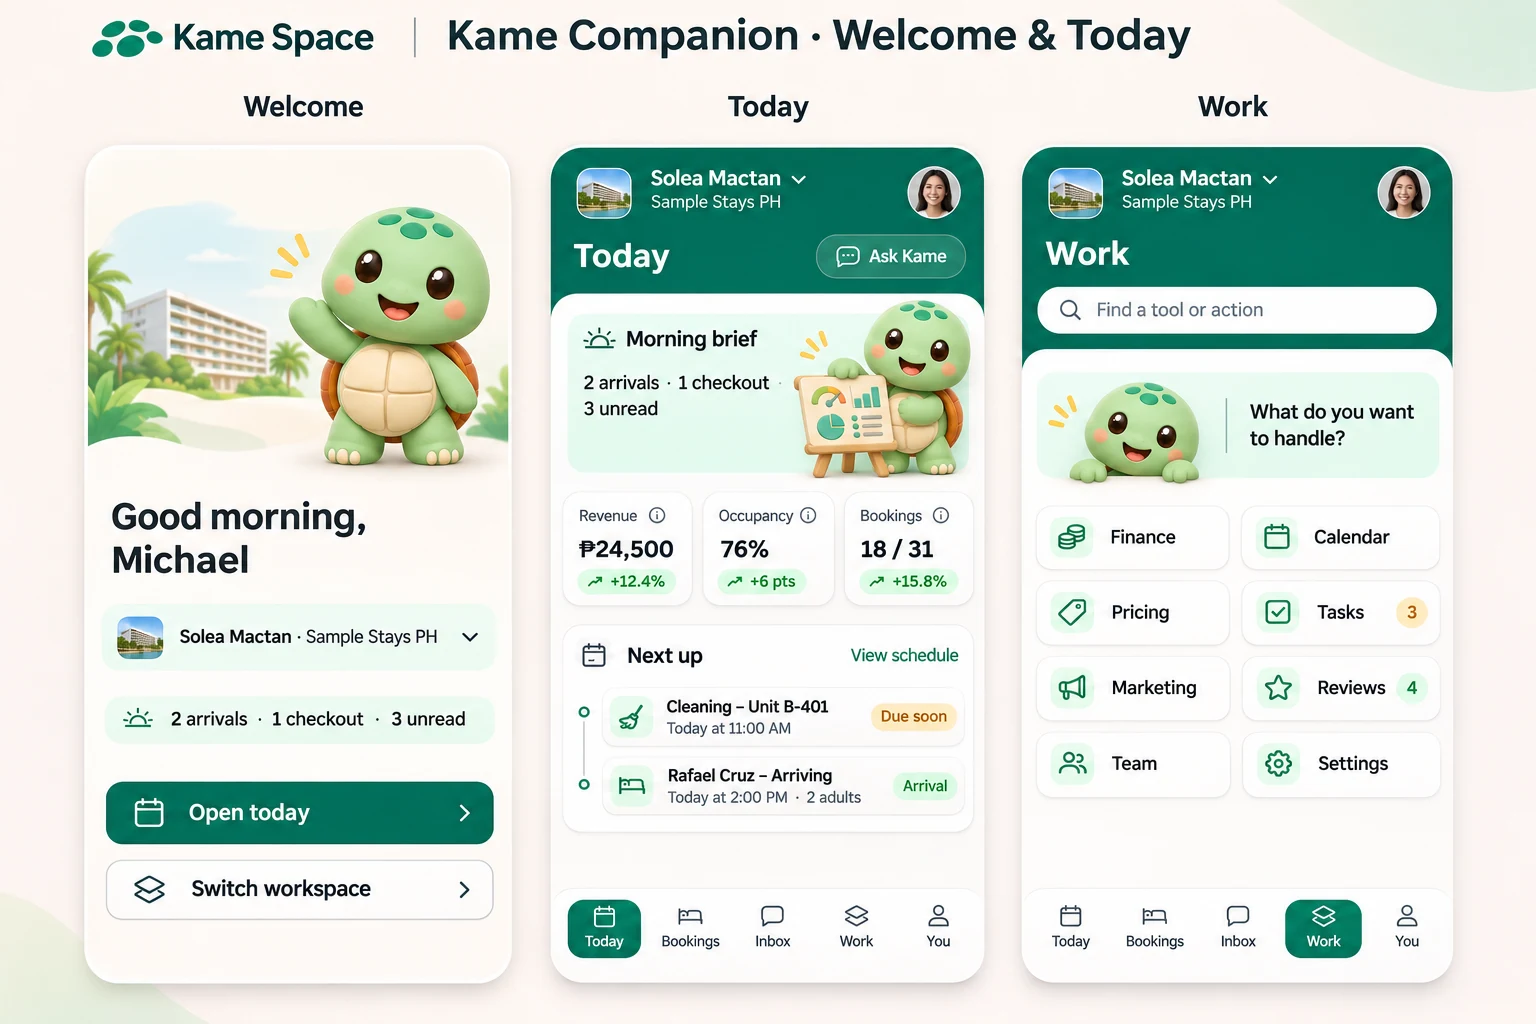 Kame Space
Kame Companion · Welcome & Today
Welcome
Good morning,
Michael
Solea Mactan · Sample Stays PH
2 arrivals · 1 checkout · 3 unread
Open today
Switch workspace
Today
Solea Mactan
Sample Stays PH
Today
Ask Kame
Morning brief
2 arrivals · 1 checkout ·
3 unread
Revenue
₱24,500
+12.4%
Occupancy
76%
+6 pts
Bookings
18 / 31
+15.8%
Next up
View schedule
Cleaning – Unit B-401
Today at 11:00 AM
Due soon
Rafael Cruz – Arriving
Today at 2:00 PM · 2 adults
Arrival
Today
Bookings
Inbox
Work
You
Work
Solea Mactan
Sample Stays PH
Work
Find a tool or action
What do you want
to handle?
Finance
Calendar
Pricing
Tasks 3
Marketing
Reviews 4
Team
Settings
Today
Bookings
Inbox
Work
You